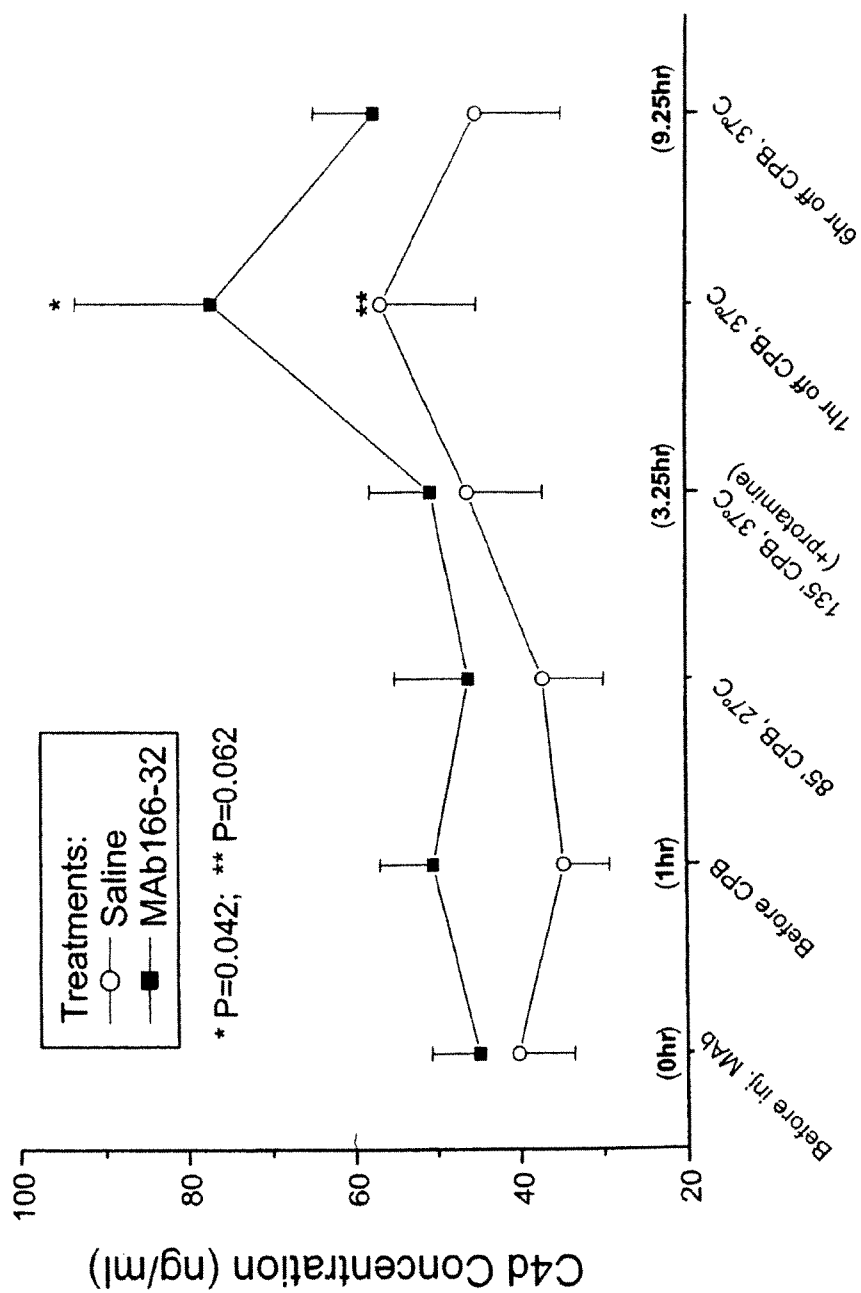 C4d Concentration (ng/ml)
100
80
60
40
20
Treatments:
Saline
MAb166-32
* P=0.042; ** P=0.062
*
**
(0hr)
(1hr)
(3.25hr)
(9.25hr)
Before inj. MAb
Before CPB
85' CPB, 27°C
135' CPB, 37°C
(+protamine)
1hr off CPB, 37°C
6hr off CPB, 37°C